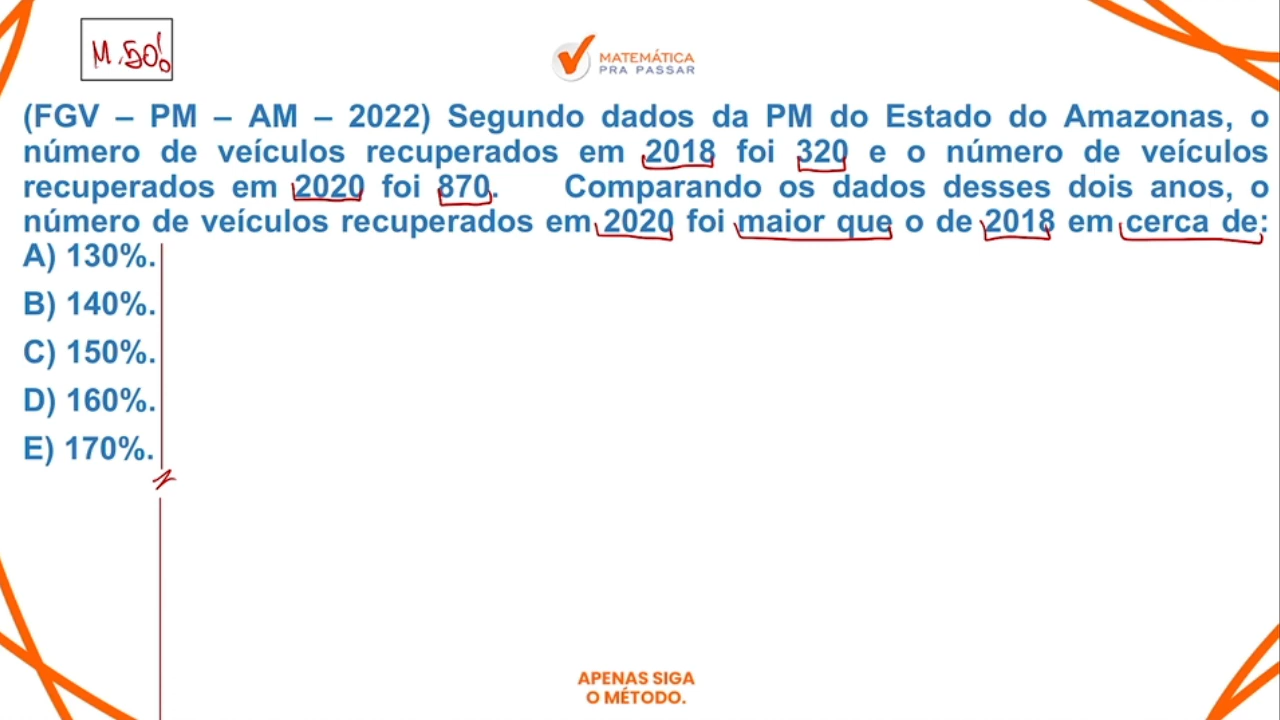 M.50!
MATEMÁTICA
PRA PASSAR
(FGV – PM – AM – 2022) Segundo dados da PM do Estado do Amazonas, o
número de veículos recuperados em 2018 foi 320 e o número de veículos
recuperados em 2020 foi 870. Comparando os dados desses dois anos, o
número de veículos recuperados em 2020 foi maior que o de 2018 em cerca de:
A) 130%.
B) 140%.
C) 150%.
D) 160%.
E) 170%.
APENAS SIGA
O MÉTODO.